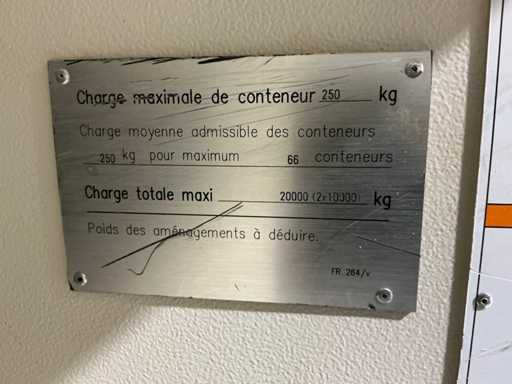 Charge maximale de conteneur 250 kg
Charge moyenne admissible des conteneurs
250 kg pour maximum 66 conteneurs
Charge totale maxi 20000 (2x10000) kg
Poids des aménagements à déduire.
FR 264/v